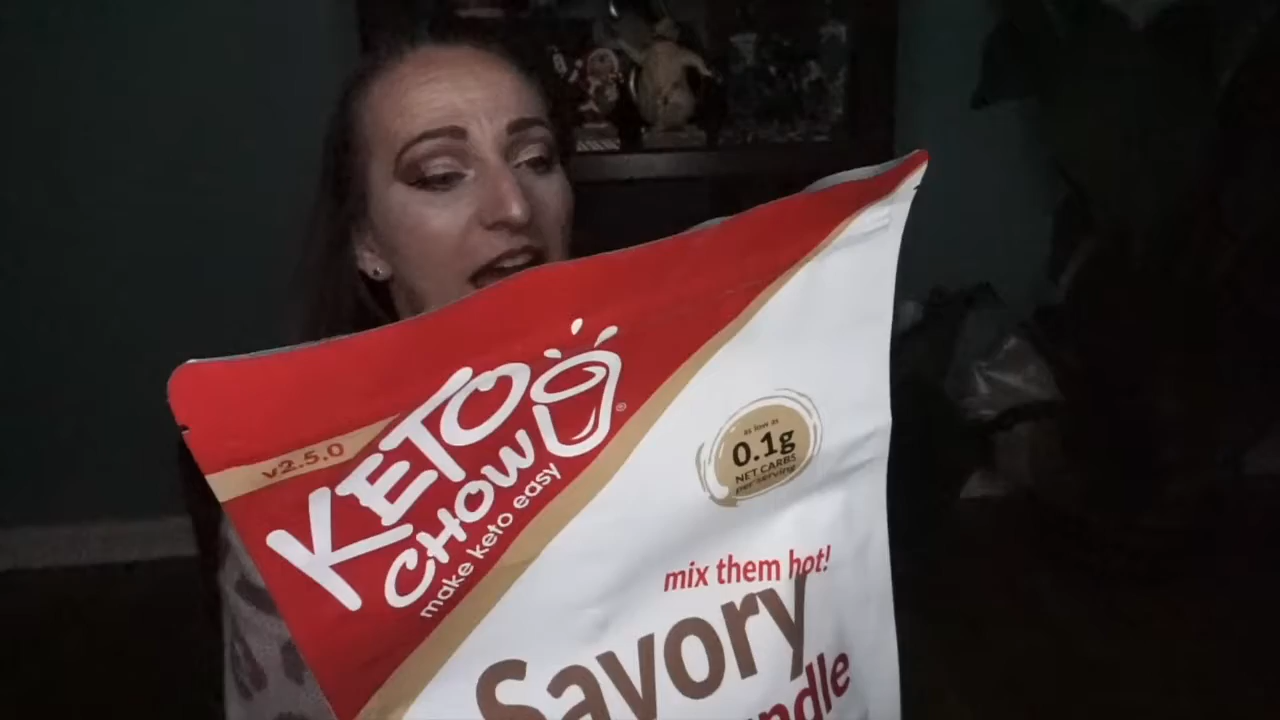 v2.5.0
KETO
CHOW®
make keto easy
as low as
0.1g
NET CARBS
per serving
mix them hot!
Savory